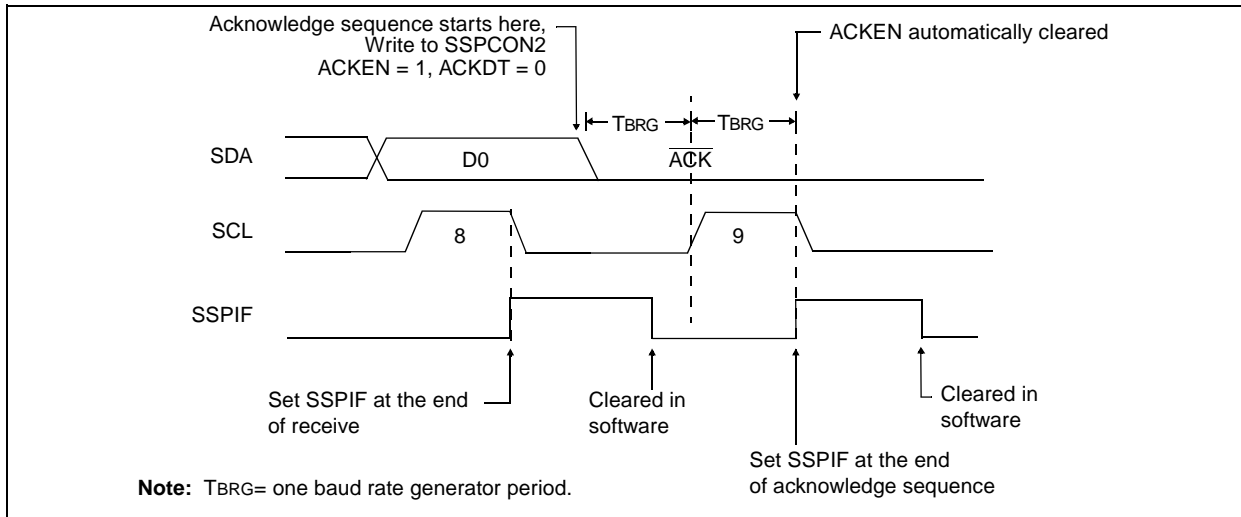 Acknowledge sequence starts here,
Write to SSPCON2
ACKEN = 1, ACKDT = 0
ACKEN automatically cleared
TBRG
TBRG
SDA
D0
ACK
SCL
8
9
SSPIF
Set SSPIF at the end
of receive
Cleared in
software
Set SSPIF at the end
of acknowledge sequence
Cleared in
software
Note: TBRG= one baud rate generator period.